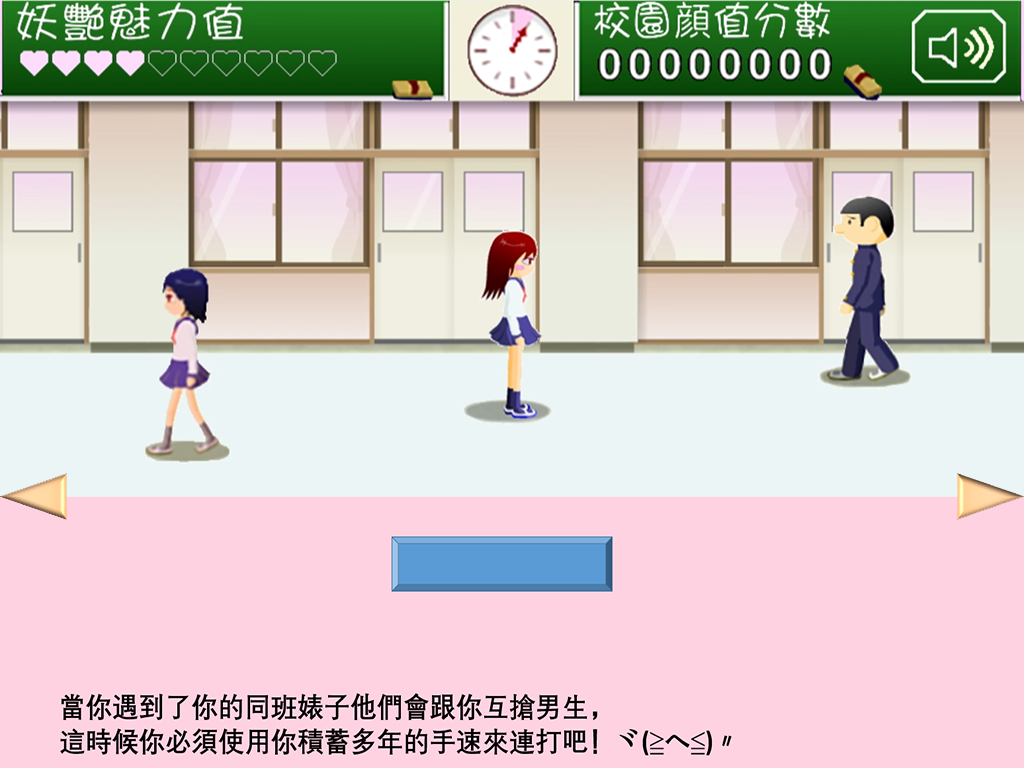 妖艷魅力值
校園顏值分數
00000000
當你遇到了你的同班婊子他們會跟你互搶男生，
這時候你必須使用你積蓄多年的手速來連打吧！ヾ(≧へ≦)〃